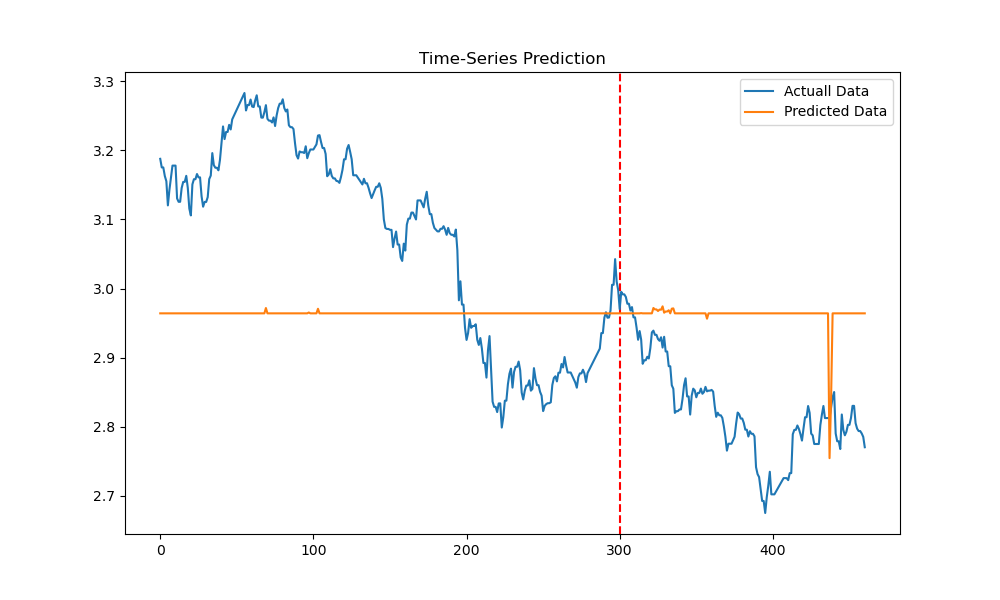 Time-Series Prediction
Actuall Data
Predicted Data
3.3
3.2
3.1
3.0
2.9
2.8
2.7
0 100 200 300 400